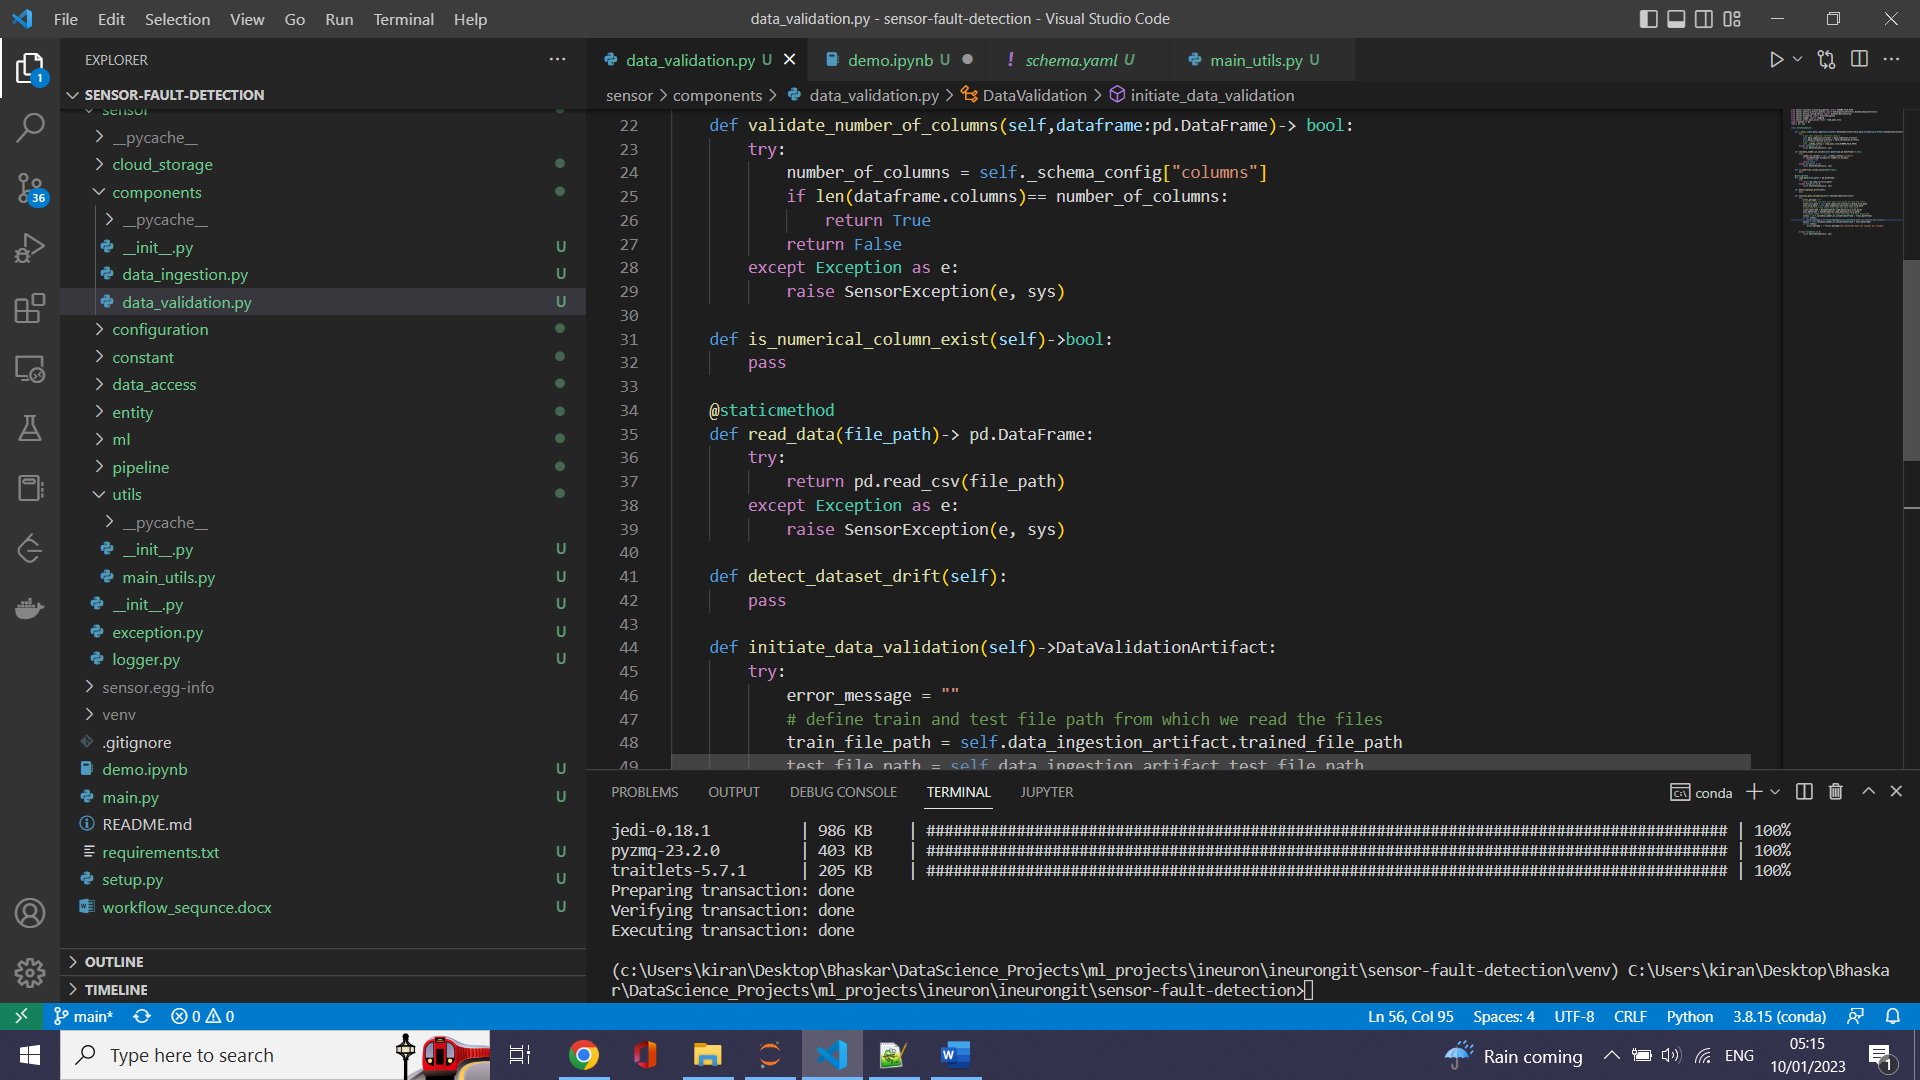 File Edit Selection View Go Run Terminal Help
data_validation.py - sensor-fault-detection - Visual Studio Code
EXPLORER
SENSOR-FAULT-DETECTION
sensor
__pycache__
cloud_storage
components
__pycache__
__init__.py U
data_ingestion.py U
data_validation.py U
configuration
constant
data_access
entity
ml
pipeline
utils
__pycache__
__init__.py U
main_utils.py U
__init__.py U
exception.py U
logger.py U
sensor.egg-info
venv
.gitignore
demo.ipynb U
main.py U
README.md
requirements.txt U
setup.py U
workflow_sequnce.docx U
OUTLINE
TIMELINE
1
36
data_validation.py U
demo.ipynb U
! schema.yaml U
main_utils.py U
sensor > components > data_validation.py > DataValidation > initiate_data_validation
22 def validate_number_of_columns(self,dataframe:pd.DataFrame)-> bool:
23 try:
24 number_of_columns = self._schema_config["columns"]
25 if len(dataframe.columns)== number_of_columns:
26 return True
27 return False
28 except Exception as e:
29 raise SensorException(e, sys)
30
31 def is_numerical_column_exist(self)->bool:
32 pass
33
34 @staticmethod
35 def read_data(file_path)-> pd.DataFrame:
36 try:
37 return pd.read_csv(file_path)
38 except Exception as e:
39 raise SensorException(e, sys)
40
41 def detect_dataset_drift(self):
42 pass
43
44 def initiate_data_validation(self)->DataValidationArtifact:
45 try:
46 error_message = ""
47 # define train and test file path from which we read the files
48 train_file_path = self.data_ingestion_artifact.trained_file_path
49 test_file_path = self.data_ingestion_artifact.test_file_path
PROBLEMS OUTPUT DEBUG CONSOLE TERMINAL JUPYTER
conda
jedi-0.18.1 | 986 KB | ################################################################################### | 100%
pyzmq-23.2.0 | 403 KB | ################################################################################### | 100%
traitlets-5.7.1 | 205 KB | ################################################################################### | 100%
Preparing transaction: done
Verifying transaction: done
Executing transaction: done
(c:\Users\kiran\Desktop\Bhaskar\DataScience_Projects\ml_projects\ineuron\ineurongit\sensor-fault-detection\venv) C:\Users\kiran\Desktop\Bhaska
r\DataScience_Projects\ml_projects\ineuron\ineurongit\sensor-fault-detection>
main* 0 0
Ln 56, Col 95 Spaces: 4 UTF-8 CRLF Python 3.8.15 (conda)
Type here to search
Rain coming
ENG
05:15
10/01/2023
1